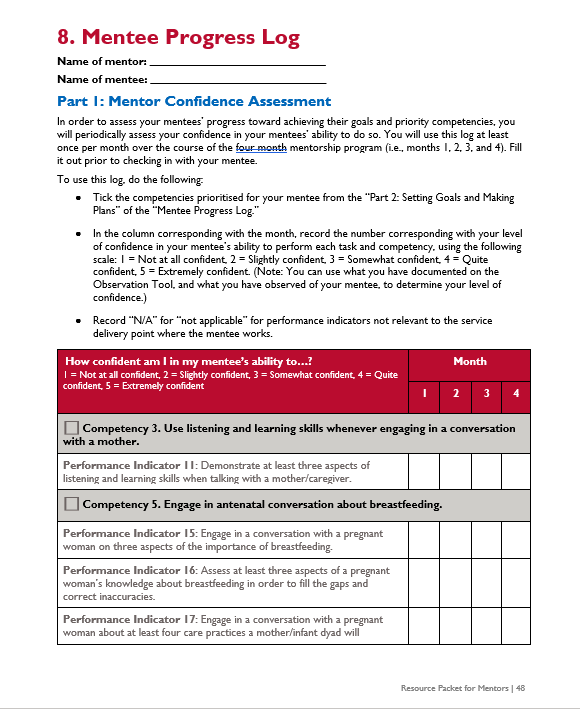 8. Mentee Progress Log
Name of mentor: ___________________________
Name of mentee: ___________________________
Part 1: Mentor Confidence Assessment
In order to assess your mentees’ progress toward achieving their goals and priority competencies, you
will periodically assess your confidence in your mentees’ ability to do so. You will use this log at least
once per month over the course of the four month mentorship program (i.e., months 1, 2, 3, and 4). Fill
it out prior to checking in with your mentee.
To use this log, do the following:
• Tick the competencies prioritised for your mentee from the “Part 2: Setting Goals and Making
Plans” of the “Mentee Progress Log.”
• In the column corresponding with the month, record the number corresponding with your level
of confidence in your mentee’s ability to perform each task and competency, using the following
scale: 1 = Not at all confident, 2 = Slightly confident, 3 = Somewhat confident, 4 = Quite
confident, 5 = Extremely confident. (Note: You can use what you have documented on the
Observation Tool, and what you have observed of your mentee, to determine your level of
confidence.)
• Record “N/A” for “not applicable” for performance indicators not relevant to the service
delivery point where the mentee works.
How confident am I in my mentee’s ability to…?
1 = Not at all confident, 2 = Slightly confident, 3 = Somewhat confident, 4 = Quite
confident, 5 = Extremely confident
Month
1 2 3 4
☐ Competency 3. Use listening and learning skills whenever engaging in a conversation
with a mother.
Performance Indicator 11: Demonstrate at least three aspects of
listening and learning skills when talking with a mother/caregiver.
☐ Competency 5. Engage in antenatal conversation about breastfeeding.
Performance Indicator 15: Engage in a conversation with a pregnant
woman on three aspects of the importance of breastfeeding.
Performance Indicator 16: Assess at least three aspects of a pregnant
woman’s knowledge about breastfeeding in order to fill the gaps and
correct inaccuracies.
Performance Indicator 17: Engage in a conversation with a pregnant
woman about at least four care practices a mother/infant dyad will
Resource Packet for Mentors | 48